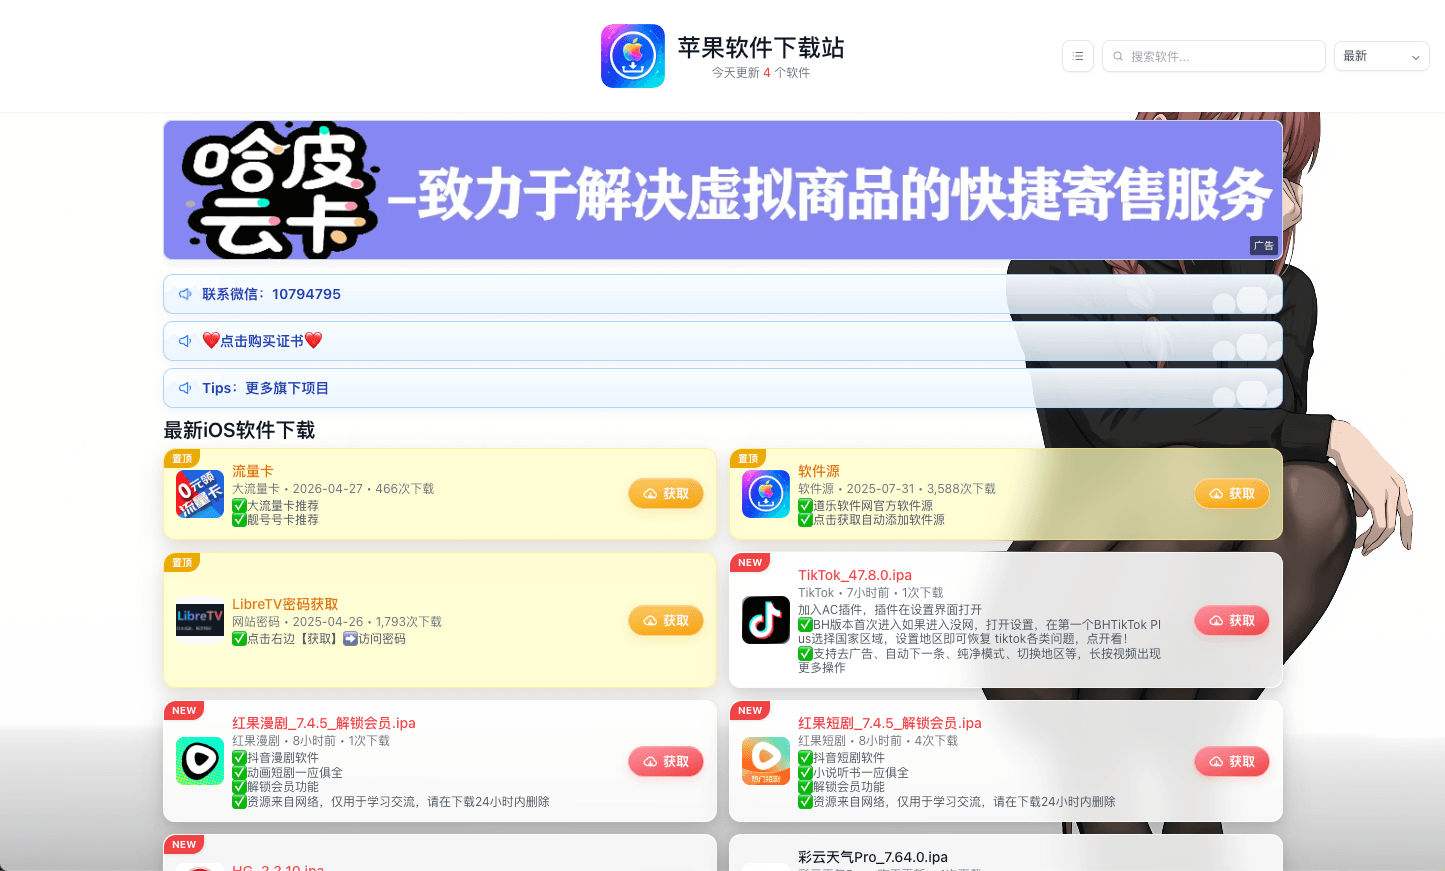 苹果软件下载站
今天更新 4 个软件
搜索软件...
最新
哈皮云卡
-致力于解决虚拟商品的快捷寄售服务
广告
联系微信：10794795
❤️点击购买证书❤️
Tips：更多旗下项目
最新iOS软件下载
置顶
流量卡
0元领
流量卡
大流量卡 • 2026-04-27 • 466次下载
✅大流量卡推荐
✅靓号号卡推荐
获取
置顶
软件源
软件源 • 2025-07-31 • 3,588次下载
✅道乐软件网官方软件源
✅点击获取自动添加软件源
获取
置顶
LibreTV
LibreTV密码获取
网站密码 • 2025-04-26 • 1,793次下载
✅点击右边【获取】➡️访问密码
获取
NEW
TikTok_47.8.0.ipa
TikTok • 7小时前 • 1次下载
加入AC插件，插件在设置界面打开
✅BH版本首次进入如果进入没网，打开设置，在第一个BHTikTok Pl
us选择国家区域，设置地区即可恢复 tiktok各类问题，点开看！
✅支持去广告、自动下一条、纯净模式、切换地区等，长按视频出现
更多操作
获取
NEW
红果漫剧_7.4.5_解锁会员.ipa
红果漫剧 • 8小时前 • 1次下载
✅抖音漫剧软件
✅动画短剧一应俱全
✅解锁会员功能
✅资源来自网络，仅用于学习交流，请在下载24小时内删除
获取
NEW
热门短剧
红果短剧_7.4.5_解锁会员.ipa
红果短剧 • 8小时前 • 4次下载
✅抖音短剧软件
✅小说听书一应俱全
✅解锁会员功能
✅资源来自网络，仅用于学习交流，请在下载24小时内删除
获取
NEW
HG_2.2.10.ipa
彩云天气Pro_7.64.0.ipa